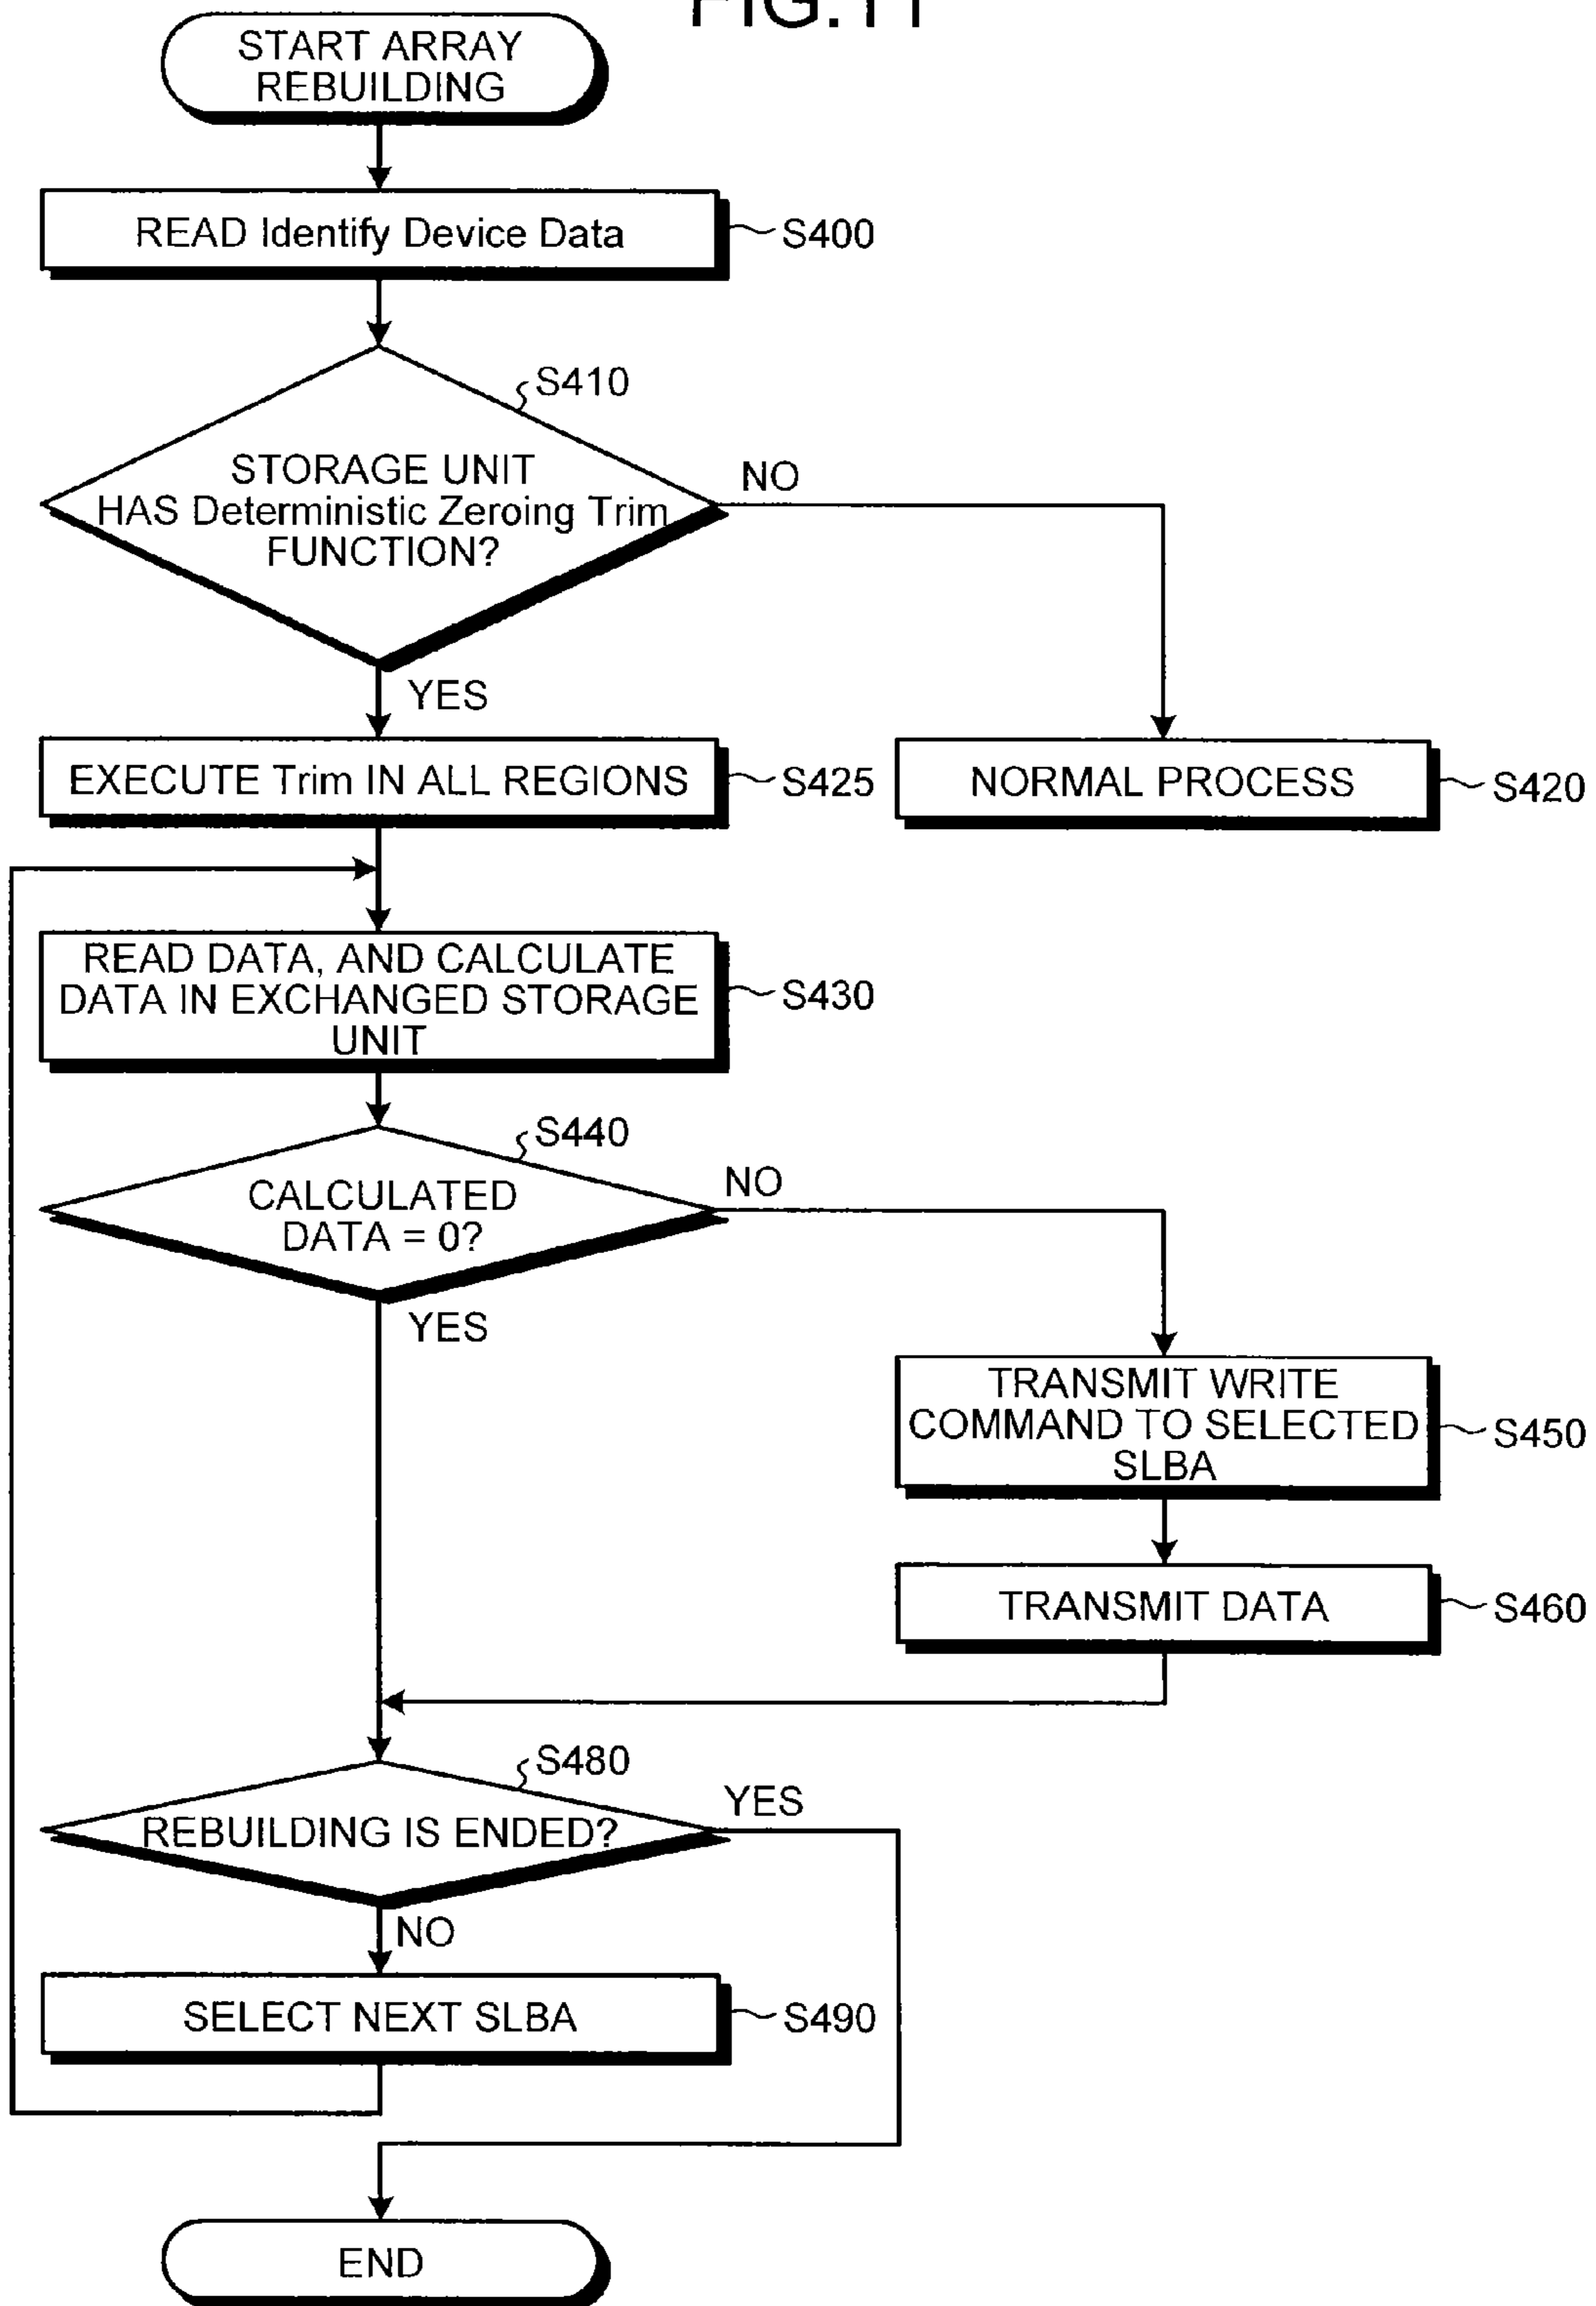 FIG.11
START ARRAY
REBUILDING
READ Identify Device Data
S400
S410
STORAGE UNIT
HAS Deterministic Zeroing Trim
FUNCTION?
NO
YES
EXECUTE Trim IN ALL REGIONS
S425
NORMAL PROCESS
S420
READ DATA, AND CALCULATE
DATA IN EXCHANGED STORAGE
UNIT
S430
S440
CALCULATED
DATA = 0?
NO
YES
TRANSMIT WRITE
COMMAND TO SELECTED
SLBA
S450
TRANSMIT DATA
S460
S480
REBUILDING IS ENDED?
YES
NO
SELECT NEXT SLBA
S490
END